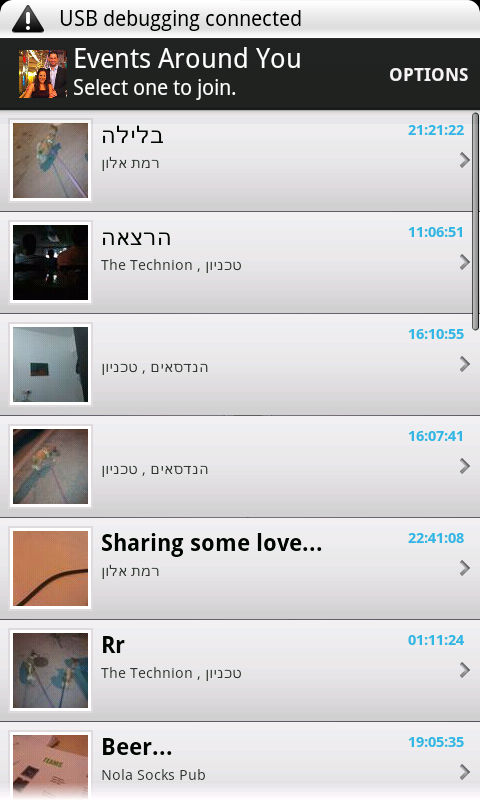 USB debugging connected
Events Around You
Select one to join.
OPTIONS
בלילה
21:21:22
רמת אלון
הרצאה
11:06:51
The Technion , טכניון
16:10:55
הנדסאים , טכניון
16:07:41
הנדסאים , טכניון
Sharing some love...
22:41:08
רמת אלון
Rr
01:11:24
The Technion , טכניון
Beer...
19:05:35
Nola Socks Pub